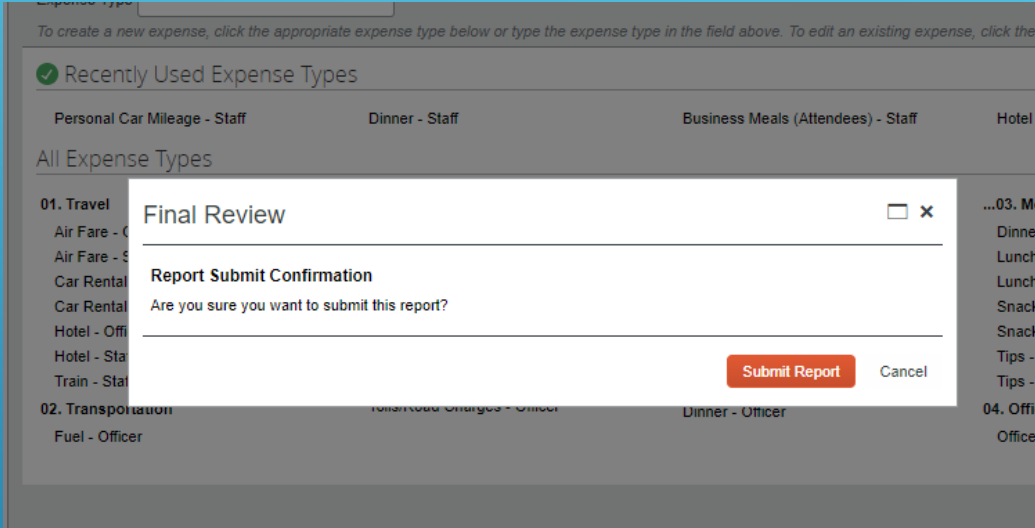 Expense Type
To create a new expense, click the appropriate expense type below or type the expense type in the field above. To edit an existing expense, click the
Recently Used Expense Types
Personal Car Mileage - Staff Dinner - Staff Business Meals (Attendees) - Staff Hotel
All Expense Types
01. Travel
Air Fare -
Air Fare -
Car Rental
Car Rental
Hotel - Offi
Hotel - Sta
Train - Staf
02. Transportation
Fuel - Officer
Final Review
Report Submit Confirmation
Are you sure you want to submit this report?
Submit Report Cancel
Tolls/Road Charges - Officer
Dinner - Officer
...03. M
Dinne
Lunch
Lunch
Snack
Snack
Tips -
Tips -
04. Offi
Office